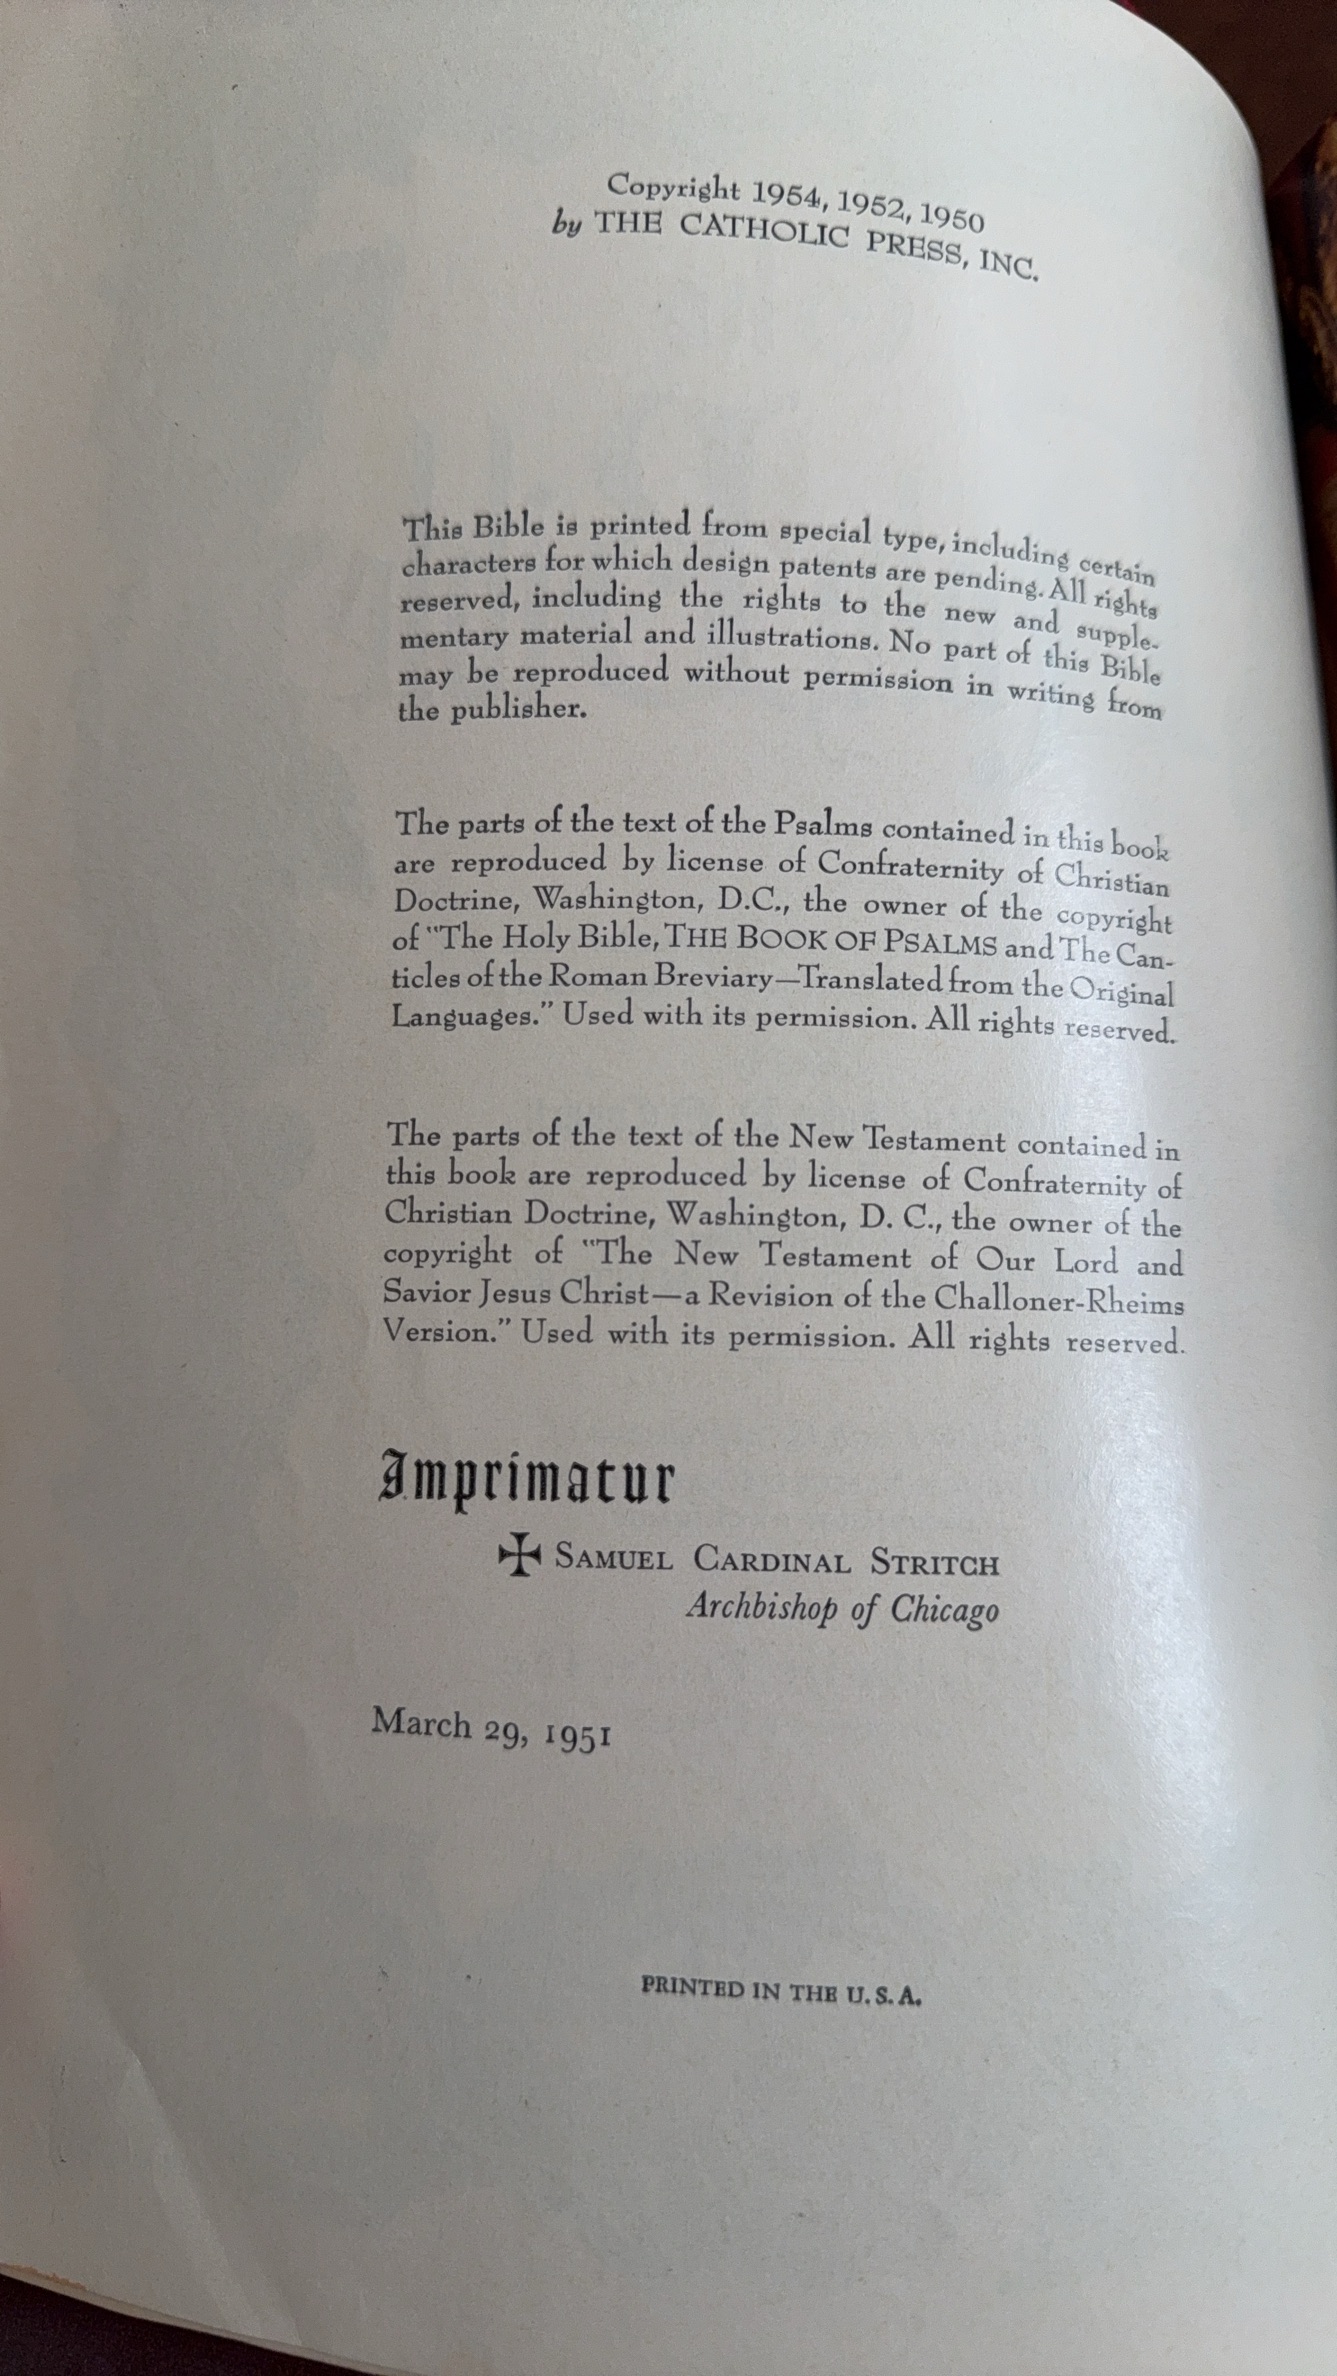 Copyright 1954, 1952, 1950
by THE CATHOLIC PRESS, INC.
This Bible is printed from special type, including certain
characters for which design patents are pending. All rights
reserved, including the rights to the new and supple-
mentary material and illustrations. No part of this Bible
may be reproduced without permission in writing from
the publisher.
The parts of the text of the Psalms contained in this book
are reproduced by license of Confraternity of Christian
Doctrine, Washington, D.C., the owner of the copyright
of "The Holy Bible, THE BOOK OF PSALMS and The Can-
ticles of the Roman Breviary—Translated from the Original
Languages." Used with its permission. All rights reserved.
The parts of the text of the New Testament contained in
this book are reproduced by license of Confraternity of
Christian Doctrine, Washington, D. C., the owner of the
copyright of "The New Testament of Our Lord and
Savior Jesus Christ—a Revision of the Challoner-Rheims
Version." Used with its permission. All rights reserved.
Imprimatur
✠ SAMUEL CARDINAL STRITCH
Archbishop of Chicago
March 29, 1951
PRINTED IN THE U. S. A.